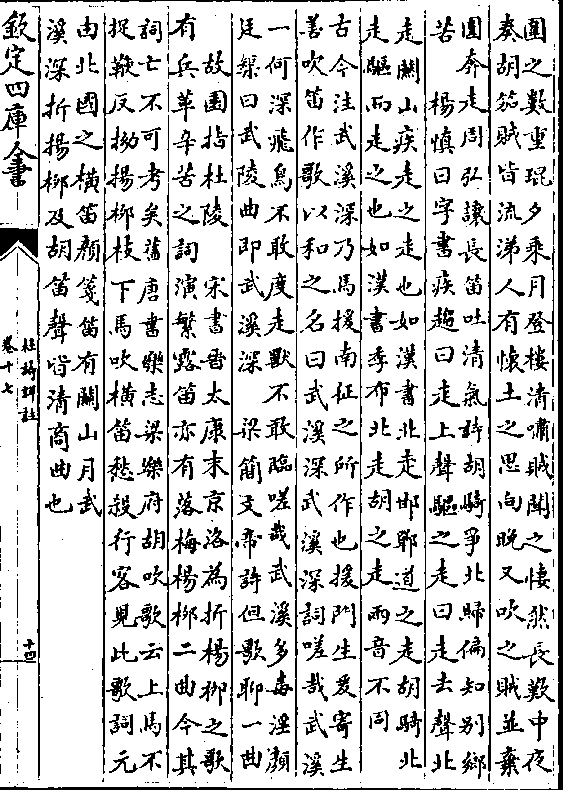 圍之數重琨夕乘月登樓清嘯賊聞之悽然長歎中夜
奏胡笳賊皆流涕人有懷土之思向晚又吹之賊並棄
圍奔走周弘讓長笛吐清氣詩胡騎爭北歸偏知別鄉
苦　楊慎曰字書疾趨曰走上聲驅之走曰走去聲北
走關山疾走之走也如漢書北走邯鄲道之走胡騎北
走驅而走之也如漢書季布北走胡之走兩音不同
古今注武溪深乃馬援南征之所作也援門生爰寄生
善吹笛作歌以和之名曰武溪深武溪深詞嗟哉武溪
一何深飛鳥不敢度走獸不敢臨嗟哉武溪多毒淫顏
廷榘曰武陵曲即武溪深　梁簡文帝詩但歌聊一曲
故園指杜陵　宋書晉太康末京洛為折楊柳之歌
有兵革辛苦之詞　演繁露笛亦有落梅楊柳二曲今其
詞亡不可考矣舊唐書樂志梁樂府胡吹歌云上馬不
捉鞭反拗楊柳枝下馬吹橫笛愁殺行客兒此歌詞元
由北國之橫笛顏箋笛有關山月武
溪深折楊柳及胡笛聲皆清商曲也
欽定四庫全書
杜詩詳註
卷十七
十四